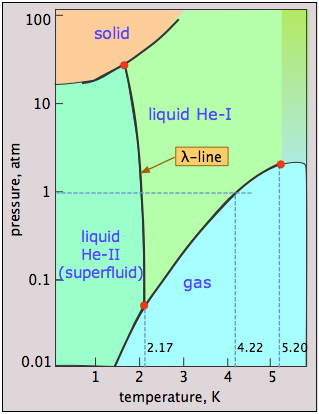 100
solid
10
liquid He-I
λ-line
pressure, atm
1
liquid
He-II
(superfluid)
gas
0.1
2.17
4.22
5.20
0.01
1
2
3
4
5
temperature, K